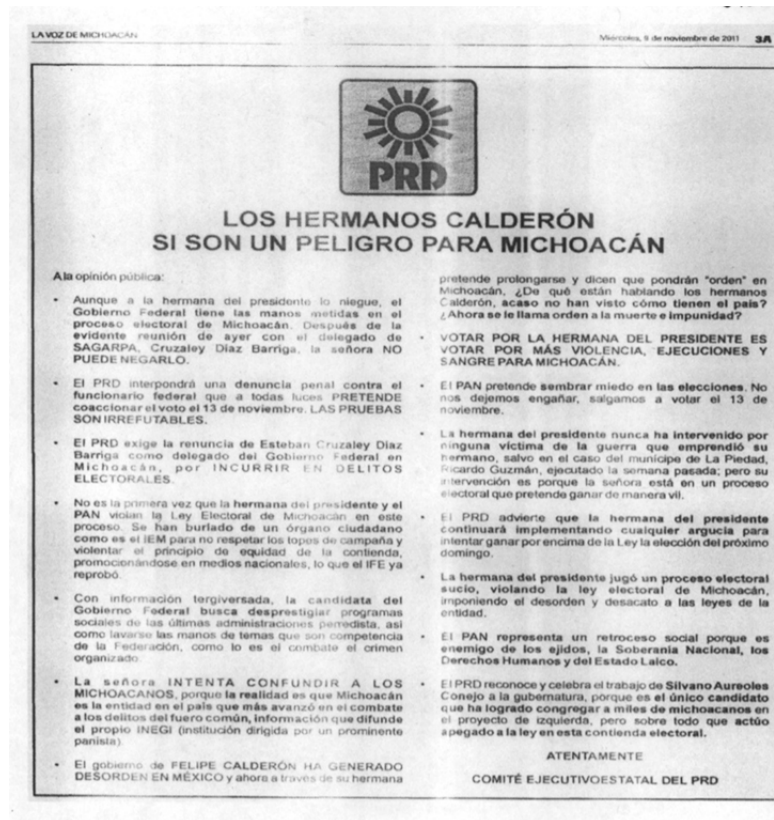 LA VOZ DE MICHOACÁN
Miércoles, 9 de noviembre de 2011 3A
PRD
LOS HERMANOS CALDERÓN
SI SON UN PELIGRO PARA MICHOACÁN
A la opinión pública:
• Aunque a la hermana del presidente lo niegue, el
Gobierno Federal tiene las manos metidas en el
proceso electoral de Michoacán. Después de la
evidente reunión de ayer con el delegado de
SAGARPA, Cruzaley Díaz Barriga, la señora NO
PUEDE NEGARLO.
• El PRD interpondrá una denuncia penal contra el
funcionario federal que a todas luces PRETENDE
coaccionar el voto el 13 de noviembre. LAS PRUEBAS
SON IRREFUTABLES.
• El PRD exige la renuncia de Esteban Cruzaley Díaz
Barriga como delegado del Gobierno Federal en
Michoacán, por INCURRIR EN DELITOS
ELECTORALES.
• No es la primera vez que la hermana del presidente y el
PAN violan la Ley Electoral de Michoacán en este
proceso. Se han burlado de un órgano ciudadano
como es el IEM para no respetar los topes de campaña y
violentar el principio de equidad de la contienda,
promocionándose en medios nacionales, lo que el IFE ya
reprobó.
• Con información tergiversada, la candidata del
Gobierno Federal busca desprestigiar programas
sociales de las últimas administraciones perredista, así
como lavarse las manos de temas que son competencia
de la Federación, como lo es el combate el crimen
organizado.
• La señora INTENTA CONFUNDIR A LOS
MICHOACANOS, porque la realidad es que Michoacán
es la entidad en el país que más avanzó en el combate
a los delitos del fuero común, información que difunde
el propio INEGI (institución dirigida por un prominente
panista).
• El gobierno de FELIPE CALDERÓN HA GENERADO
DESORDEN EN MÉXICO y ahora a través de su hermana
pretende prolongarse y dicen que pondrán "orden" en
Michoacán, ¿De qué están hablando los hermanos
Calderón, acaso no han visto cómo tienen el país?
¿Ahora se le llama orden a la muerte e impunidad?
• VOTAR POR LA HERMANA DEL PRESIDENTE ES
VOTAR POR MÁS VIOLENCIA, EJECUCIONES Y
SANGRE PARA MICHOACÁN.
• El PAN pretende sembrar miedo en las elecciones. No
nos dejemos engañar, salgamos a votar el 13 de
noviembre.
• La hermana del presidente nunca ha intervenido por
ninguna víctima de la guerra que emprendió su
hermano, salvo en el caso del munícipe de La Piedad,
Ricardo Guzmán, ejecutado la semana pasada; pero su
intervención es porque la señora está en un proceso
electoral que pretende ganar de manera vil.
• El PRD advierte que la hermana del presidente
continuará implementando cualquier argucia para
intentar ganar por encima de la Ley la elección del próximo
domingo.
• La hermana del presidente jugó un proceso electoral
sucio, violando la ley electoral de Michoacán,
imponiendo el desorden y desacato a las leyes de la
entidad.
• El PAN representa un retroceso social porque es
enemigo de los ejidos, la Soberanía Nacional, los
Derechos Humanos y del Estado Laico.
• El PRD reconoce y celebra el trabajo de Silvano Aureoles
Conejo a la gubernatura, porque es el único candidato
que ha logrado congregar a miles de michoacanos en
el proyecto de izquierda, pero sobre todo que actúo
apegado a la ley en esta contienda electoral.
ATENTAMENTE
COMITÉ EJECUTIVOESTATAL DEL PRD